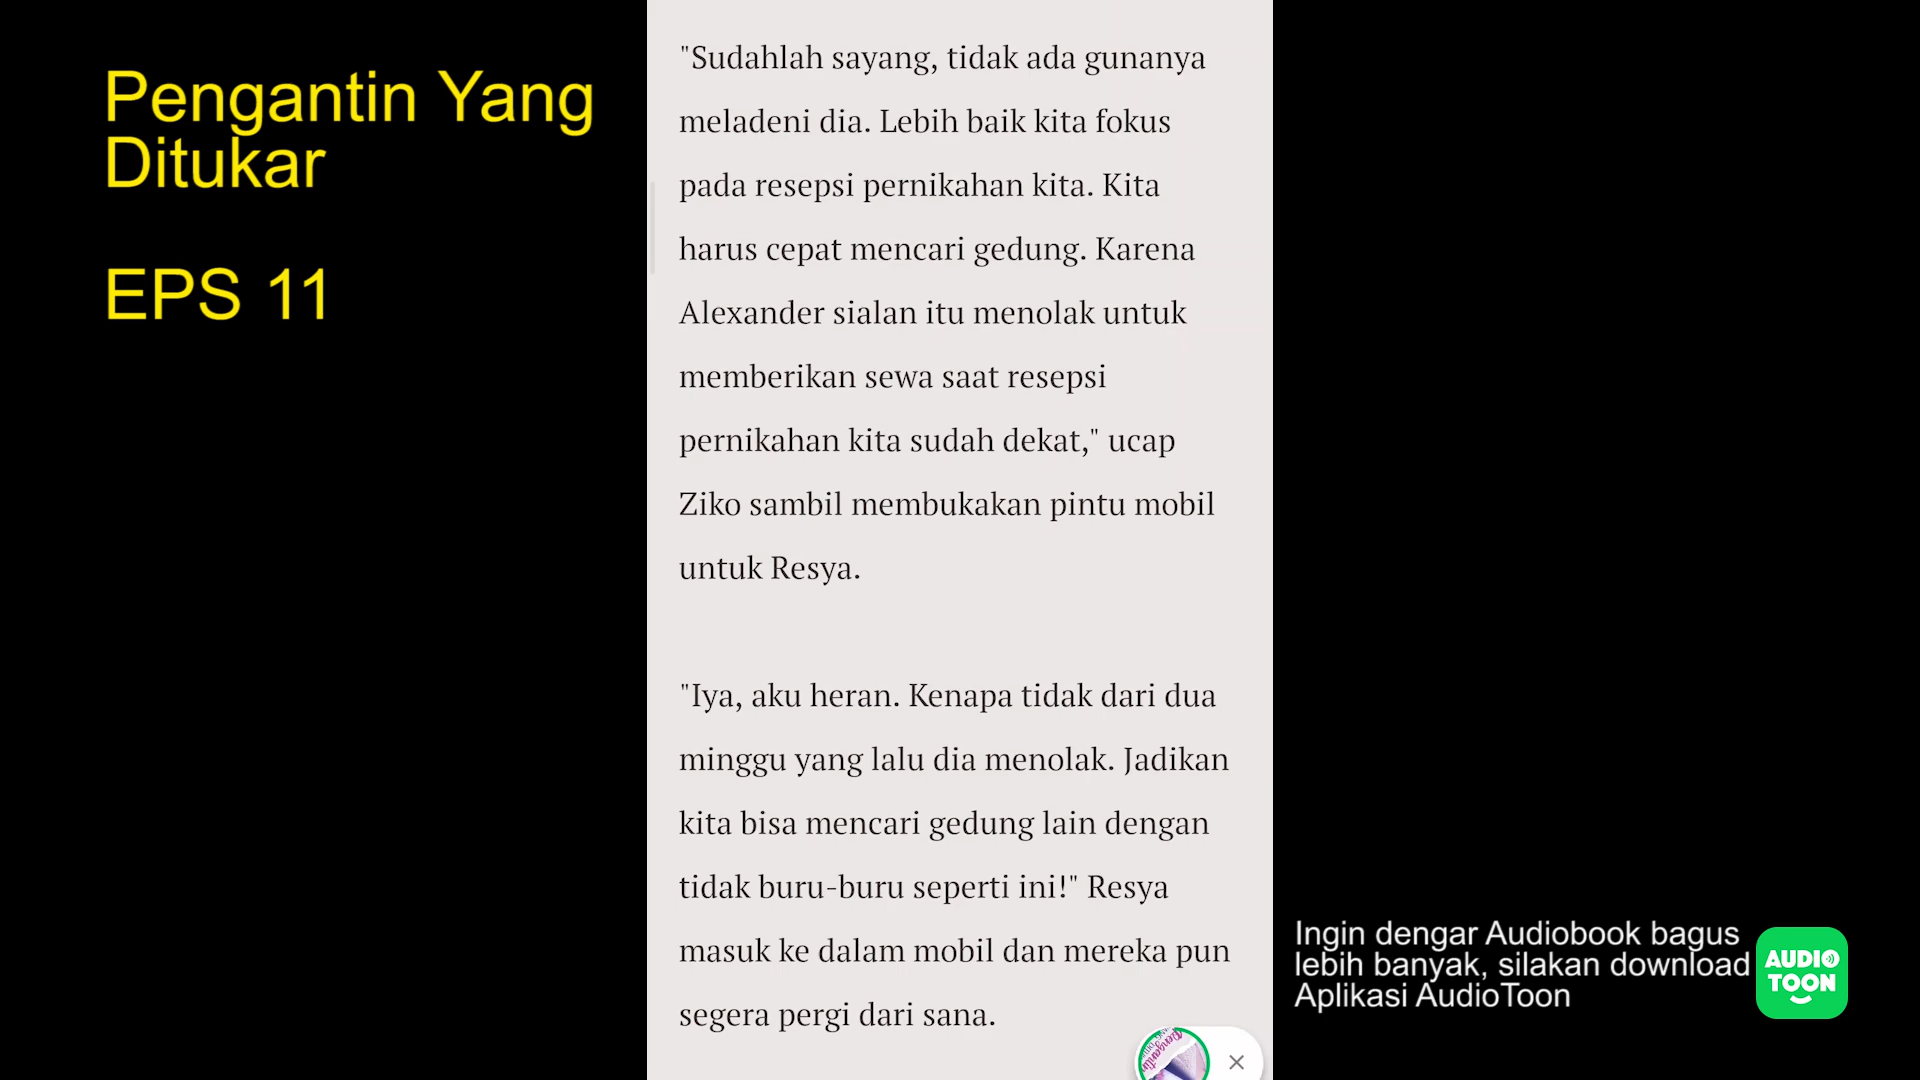 Pengantin Yang
Ditukar
EPS 11
"Sudahlah sayang, tidak ada gunanya
meladeni dia. Lebih baik kita fokus
pada resepsi pernikahan kita. Kita
harus cepat mencari gedung. Karena
Alexander sialan itu menolak untuk
memberikan sewa saat resepsi
pernikahan kita sudah dekat," ucap
Ziko sambil membukakan pintu mobil
untuk Resya.
"Iya, aku heran. Kenapa tidak dari dua
minggu yang lalu dia menolak. Jadikan
kita bisa mencari gedung lain dengan
tidak buru-buru seperti ini!" Resya
masuk ke dalam mobil dan mereka pun
segera pergi dari sana.
Ingin dengar Audiobook bagus
lebih banyak, silakan download
Aplikasi AudioToon
AUDIO
TOON
Pengantin